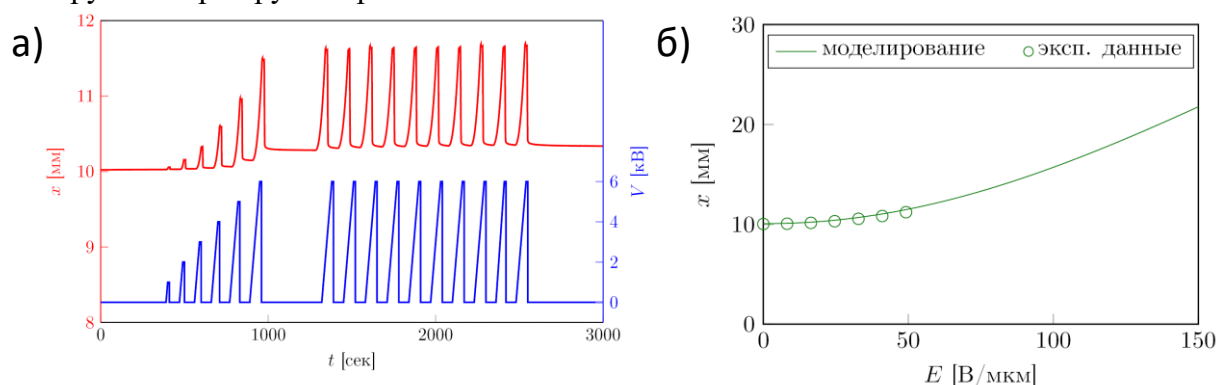 а)
12
11
10
9
8
x [мм]
6
4
2
0
V [кВ]
0
1000
2000
3000
t [сек]
б)
моделирование
эксп. данные
30
20
10
0
x [мм]
0
50
100
150
E [В/мкм]